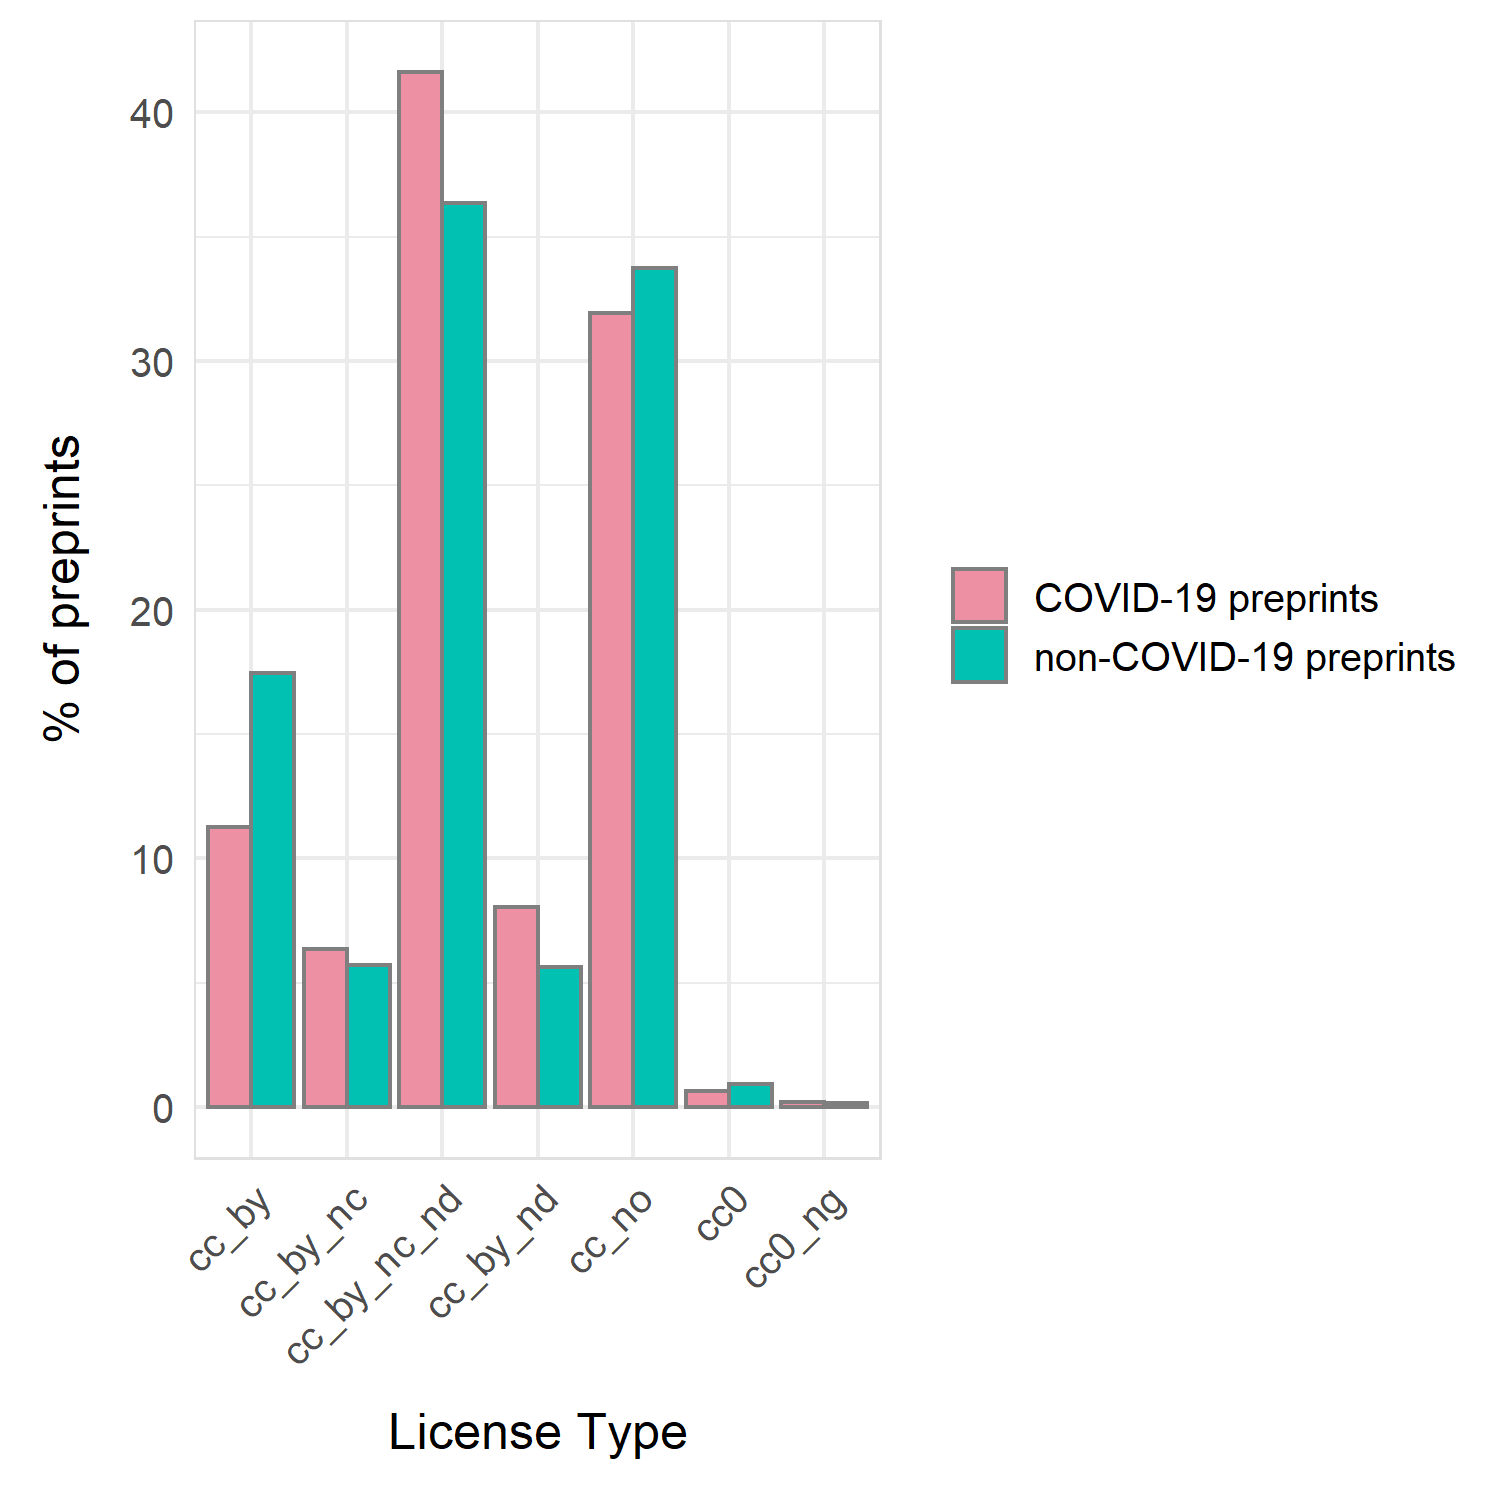 % of preprints
40
30
20
10
0
cc_by
cc_by_nc
cc_by_nc_nd
cc_by_nd
cc_no
cc0
cc0_ng
License Type
COVID-19 preprints
non-COVID-19 preprints